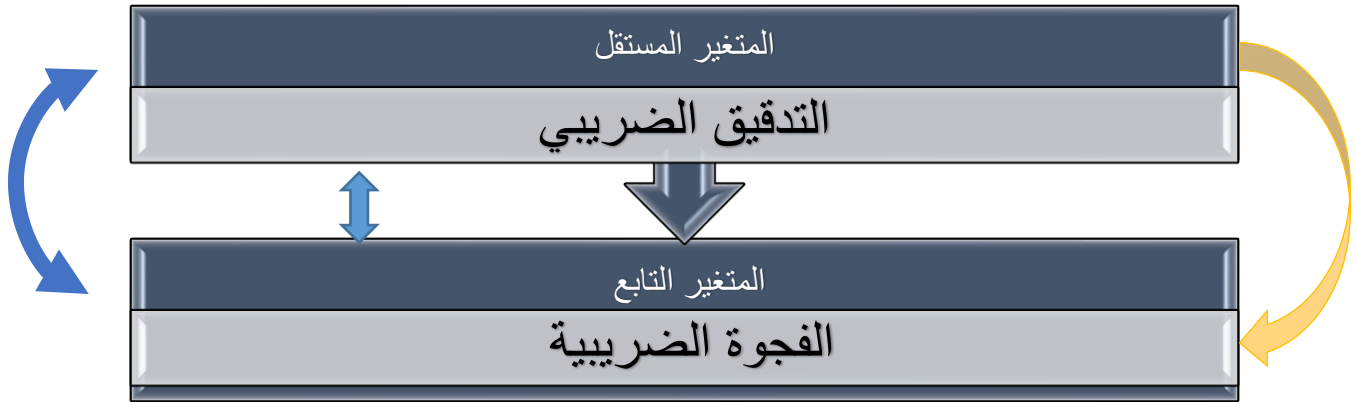 المتغير المستقل
التدقيق الضريبي
المتغير التابع
الفجوة الضريبية